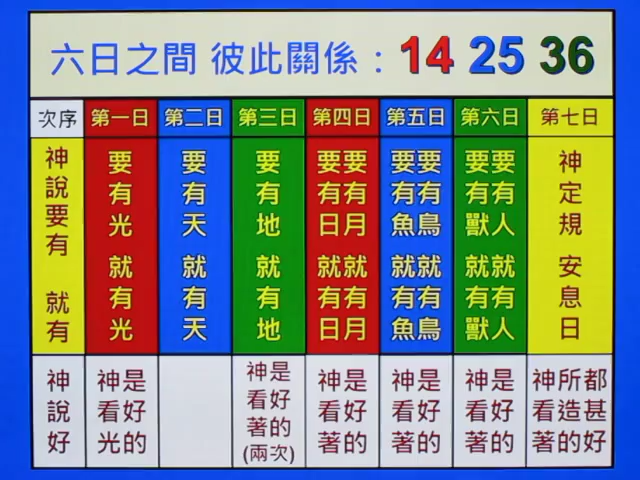 六日之間 彼此關係：14 25 36
次序 第一日 第二日 第三日 第四日 第五日 第六日 第七日
神說要有 就有
要有光 就有光
要有天 就有天
要有地 就有地
要有日 就有日
要有月 就有月
要有魚 就有魚
要有鳥 就有鳥
要有獸 就有獸
要有人 就有人
神定規 安息日
神說好
神看光是好的
神看著是好的(兩次)
神看著是好的
神看著是好的
神看著是好的
神看著所造都甚好的